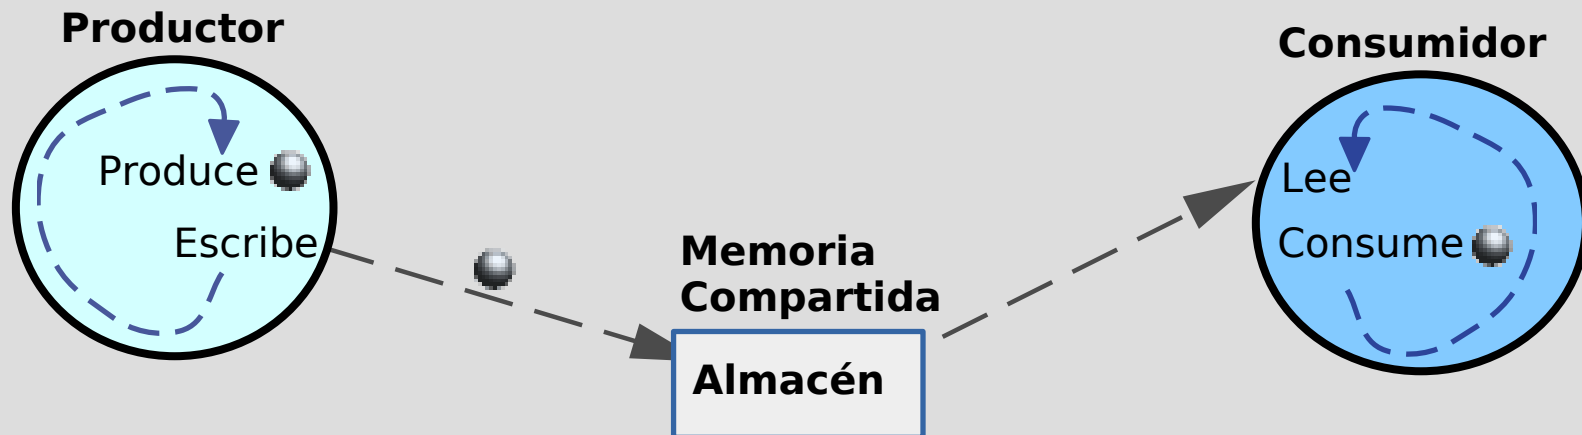 Productor
Produce
Escribe
Memoria
Compartida
Almacén
Consumidor
Lee
Consume